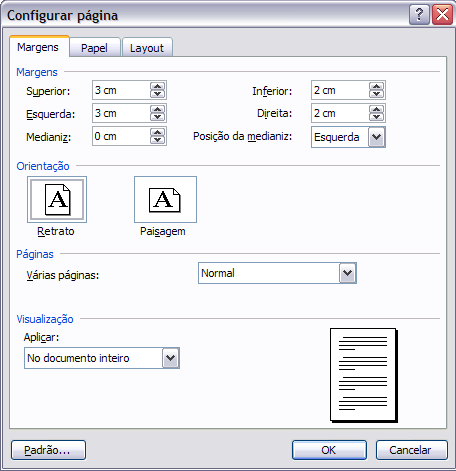 Configurar página
Margens Papel Layout
Margens
Superior: 3 cm Inferior: 2 cm
Esquerda: 3 cm Direita: 2 cm
Medianiz: 0 cm Posição da medianiz: Esquerda
Orientação
A A
Retrato Paisagem
Páginas
Várias páginas: Normal
Visualização
Aplicar:
No documento inteiro
Padrão... OK Cancelar